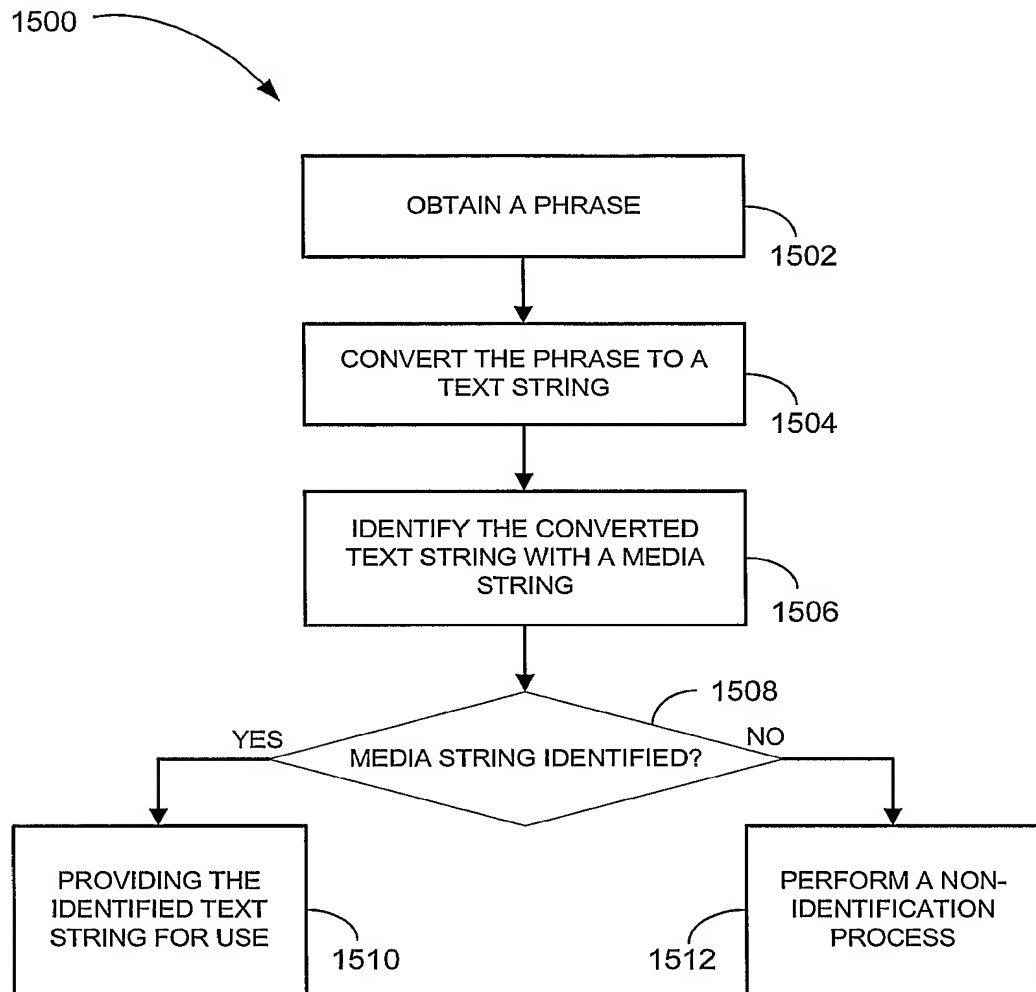 1500
OBTAIN A PHRASE
1502
CONVERT THE PHRASE TO A
TEXT STRING
1504
IDENTIFY THE CONVERTED
TEXT STRING WITH A MEDIA
STRING
1506
1508
YES
MEDIA STRING IDENTIFIED?
NO
PROVIDING THE
IDENTIFIED TEXT
STRING FOR USE
1510
PERFORM A NON-
IDENTIFICATION
PROCESS
1512